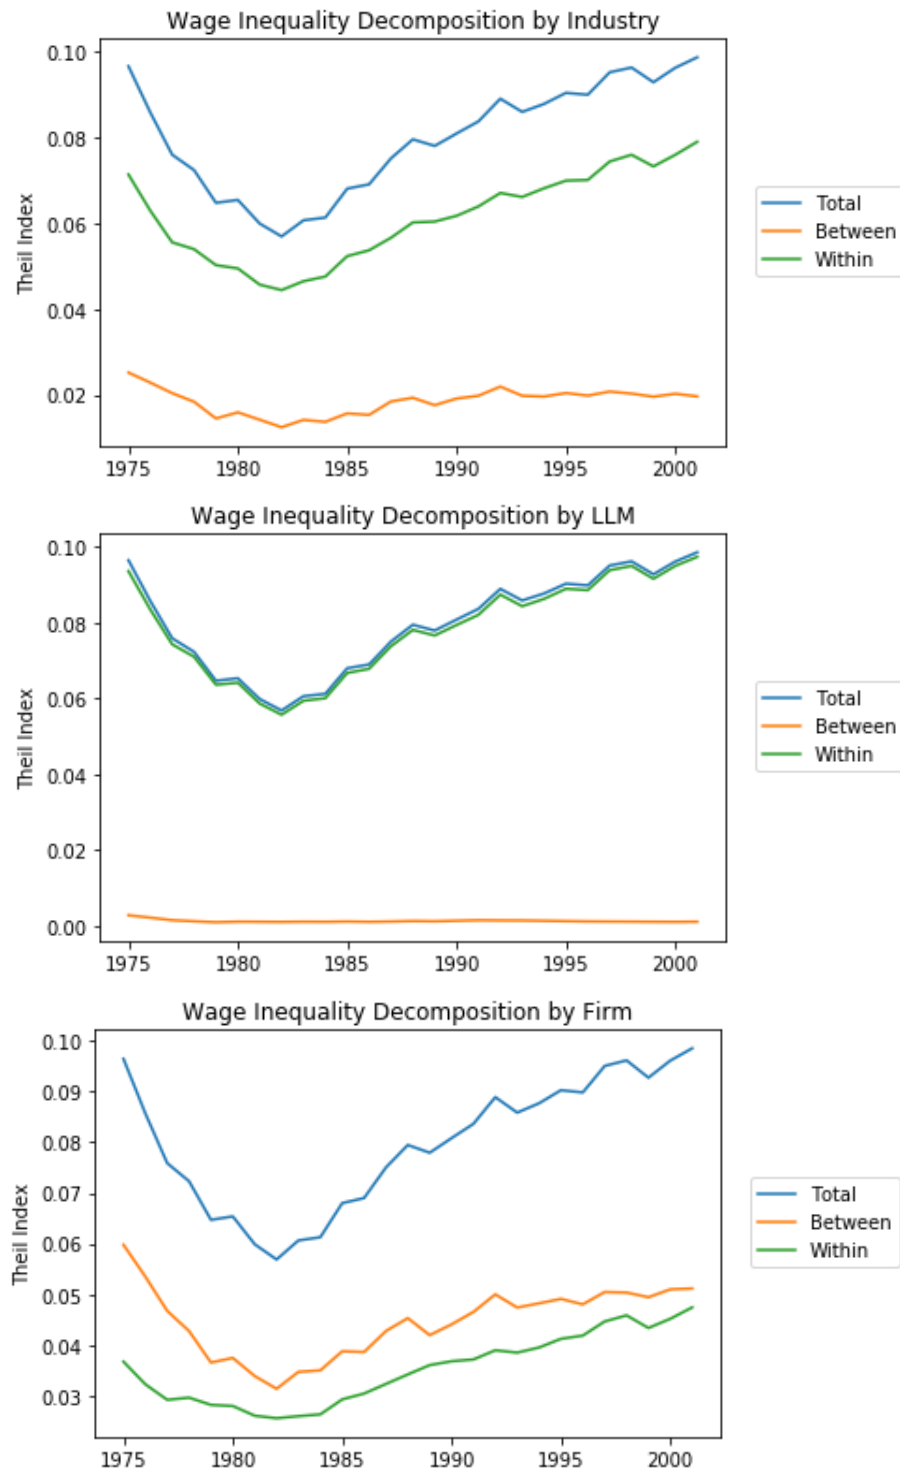 Wage Inequality Decomposition by Industry
0.10
0.08
0.06
0.04
0.02
Theil Index
1975 1980 1985 1990 1995 2000
Total
Between
Within
Wage Inequality Decomposition by LLM
0.10
0.08
0.06
0.04
0.02
0.00
Theil Index
1975 1980 1985 1990 1995 2000
Total
Between
Within
Wage Inequality Decomposition by Firm
0.10
0.09
0.08
0.07
0.06
0.05
0.04
0.03
Theil Index
1975 1980 1985 1990 1995 2000
Total
Between
Within